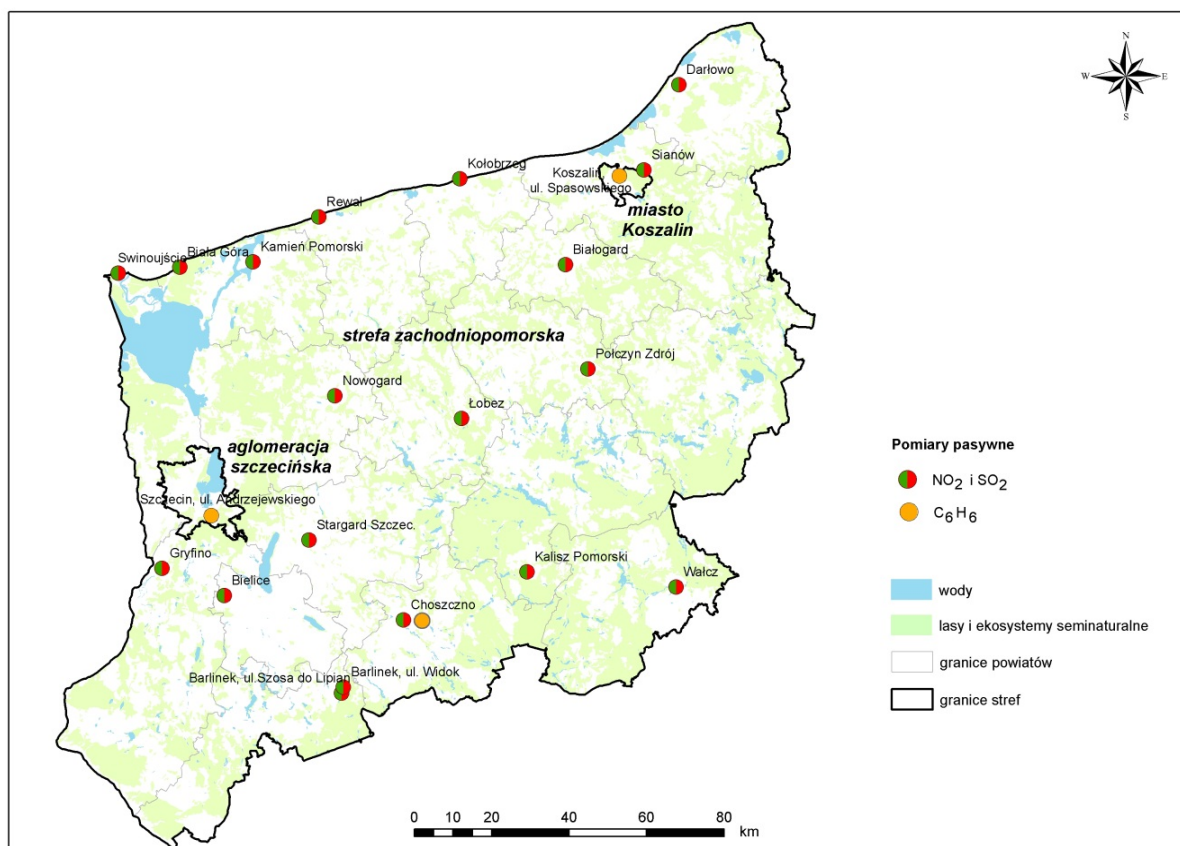 N
W
E
S
Darłowo
Sianów
Koszalin,
ul. Spasowskiego
miasto
Koszalin
Kołobrzeg
Rewal
Swinoujście
Biała Góra
Kamień Pomorski
Białogard
strefa zachodniopomorska
Połczyn Zdrój
Nowogard
Łobez
aglomeracja
szczecińska
Szczecin, ul. Andrzejewskiego
Stargard Szczec.
Gryfino
Bielice
Kalisz Pomorski
Wałcz
Choszczno
Barlinek, ul.Szosa do Lipian
Barlinek, ul. Widok
Pomiary pasywne
NO2 i SO2
C6H6
wody
lasy i ekosystemy seminaturalne
granice powiatów
granice stref
0 10 20 40 60 80
km